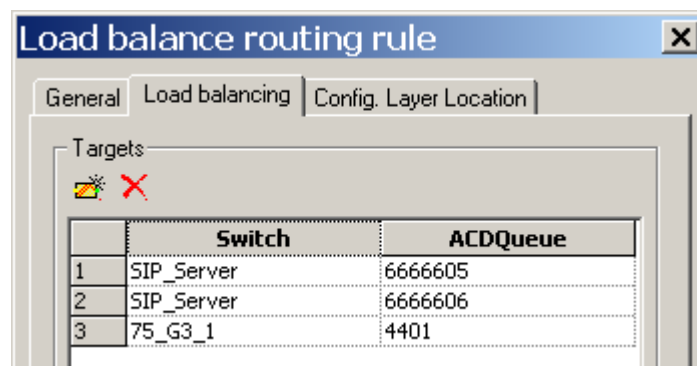 Load balance routing rule
General Load balancing Config. Layer Location
Targets
Switch ACDQueue
1 SIP_Server 6666605
2 SIP_Server 6666606
3 75_G3_1 4401